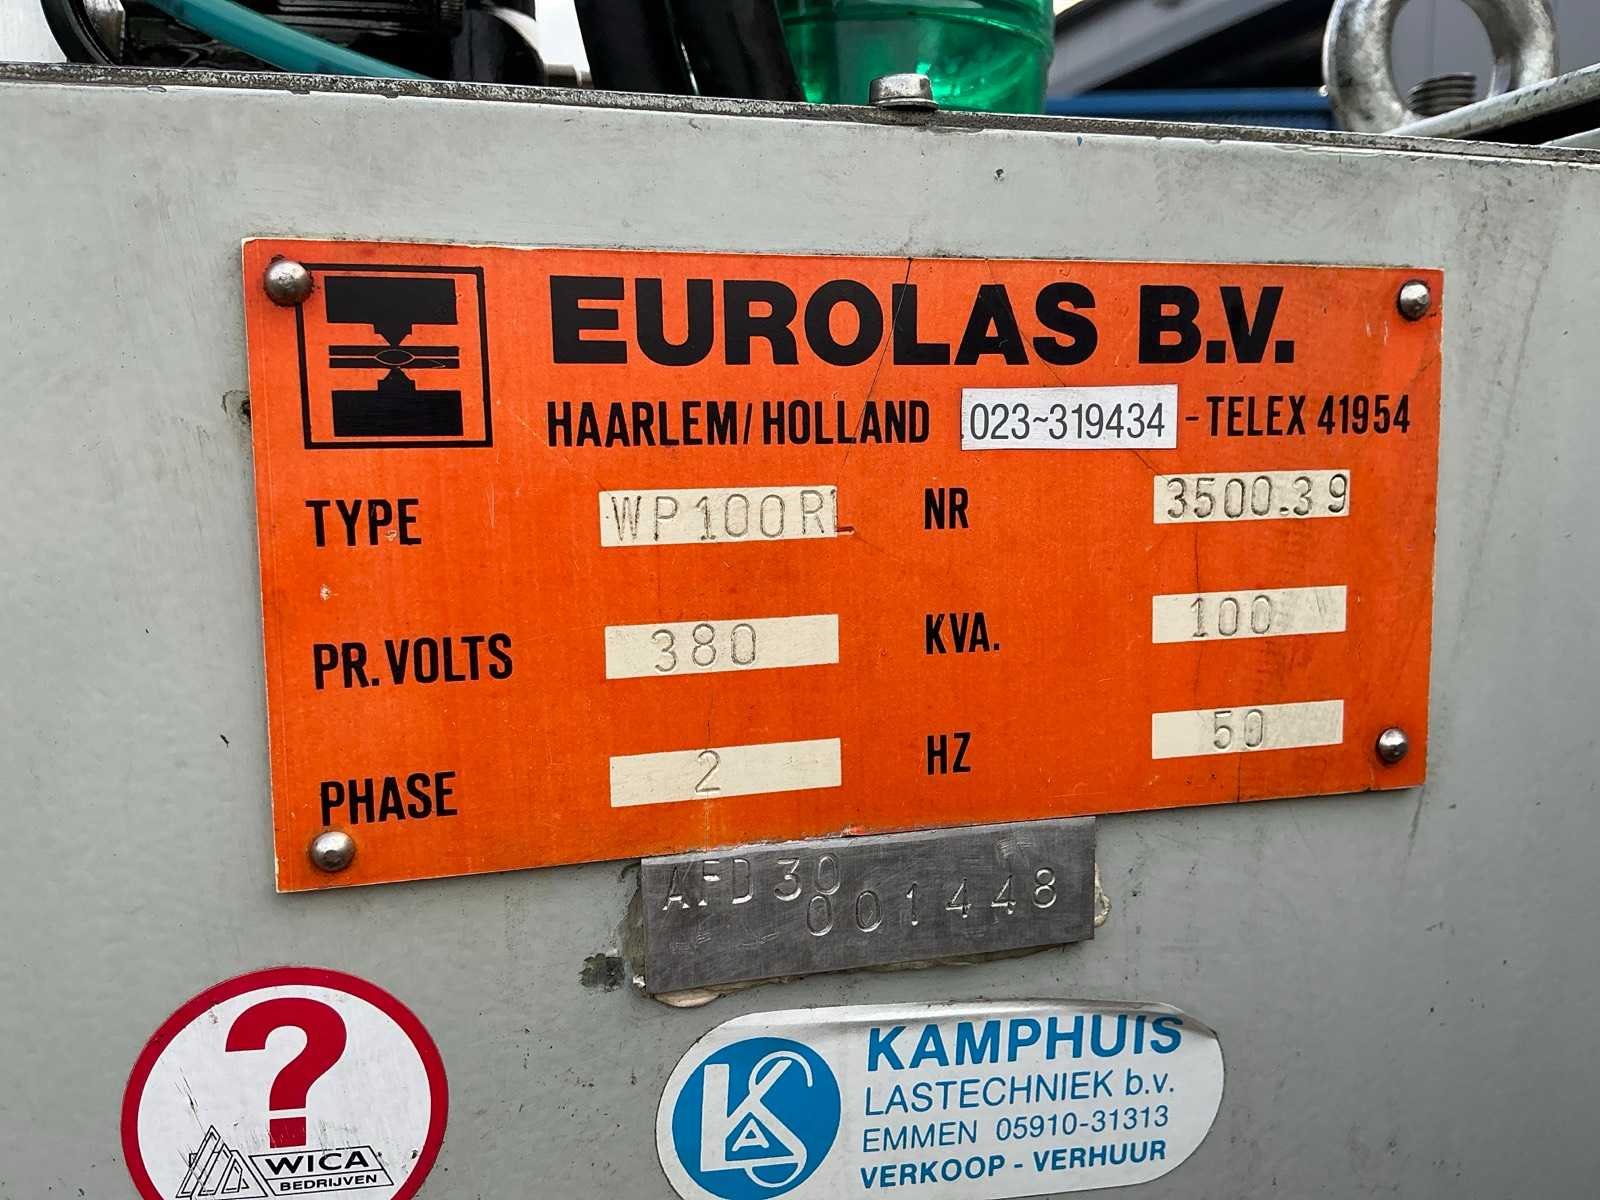 EUROLAS B.V.
HAARLEM/HOLLAND 023~319434 - TELEX 41954
TYPE WP100RL NR 3500.39
PR.VOLTS 380 KVA. 100
PHASE 2 HZ 50
AFD 30
001448
?
WICA
BEDRIJVEN
KAMPHUIS
LASTECHNIEK b.v.
EMMEN 05910-31313
VERKOOP - VERHUUR